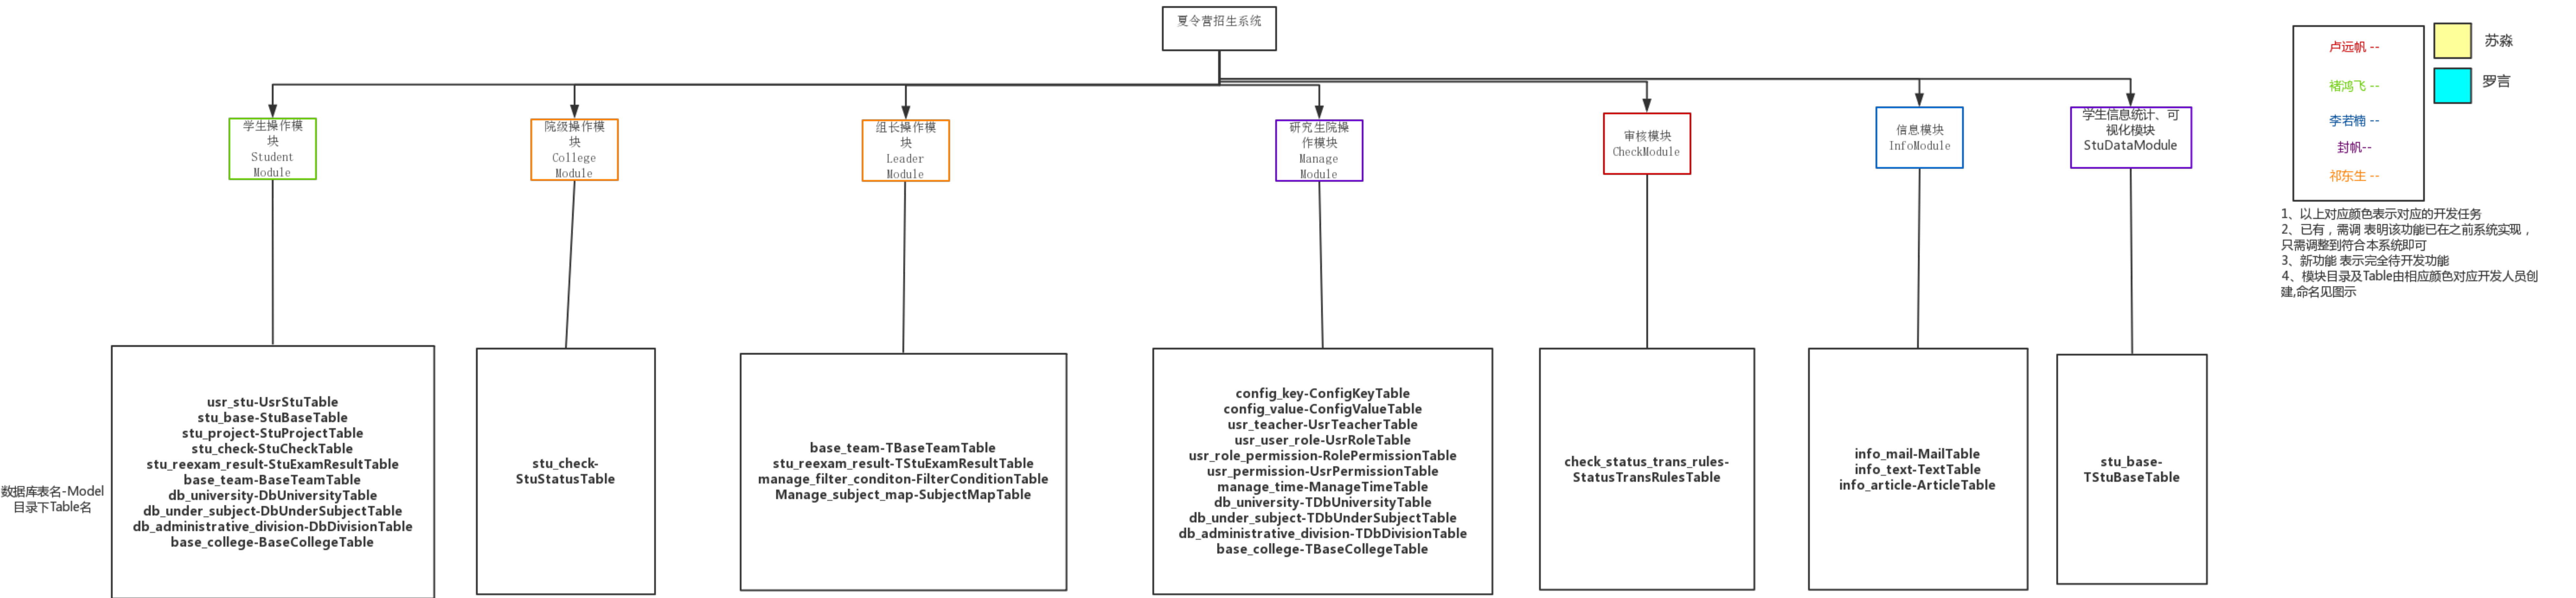 夏令营招生系统
学生操作模
块
Student
Module
院级操作模
块
College
Module
组长操作模
块
Leader
Module
研究生院操
作模块
Manage
Module
审核模块
CheckModule
信息模块
InfoModule
学生信息统计、可
视化模块
StuDataModule
卢远帆 --
褚鸿飞 --
李若楠 --
封帆--
祁东生 --
苏淼
罗言
1、以上对应颜色表示对应的开发任务
2、已有，需调 表明该功能已在之前系统实现，
只需调整到符合本系统即可
3、新功能 表示完全待开发功能
4、模块目录及Table由相应颜色对应开发人员创
建,命名见图示
数据库表名-Model
目录下Table名
usr_stu-UsrStuTable
stu_base-StuBaseTable
stu_project-StuProjectTable
stu_check-StuCheckTable
stu_reexam_result-StuExamResultTable
base_team-BaseTeamTable
db_university-DbUniversityTable
db_under_subject-DbUnderSubjectTable
db_administrative_division-DbDivisionTable
base_college-BaseCollegeTable
stu_check-
StuStatusTable
base_team-TBaseTeamTable
stu_reexam_result-TStuExamResultTable
manage_filter_conditon-FilterConditionTable
Manage_subject_map-SubjectMapTable
config_key-ConfigKeyTable
config_value-ConfigValueTable
usr_teacher-UsrTeacherTable
usr_user_role-UsrRoleTable
usr_role_permission-RolePermissionTable
usr_permission-UsrPermissionTable
manage_time-ManageTimeTable
db_university-TDbUniversityTable
db_under_subject-TDbUnderSubjectTable
db_administrative_division-TDbDivisionTable
base_college-TBaseCollegeTable
check_status_trans_rules-
StatusTransRulesTable
info_mail-MailTable
info_text-TextTable
info_article-ArticleTable
stu_base-
TStuBaseTable